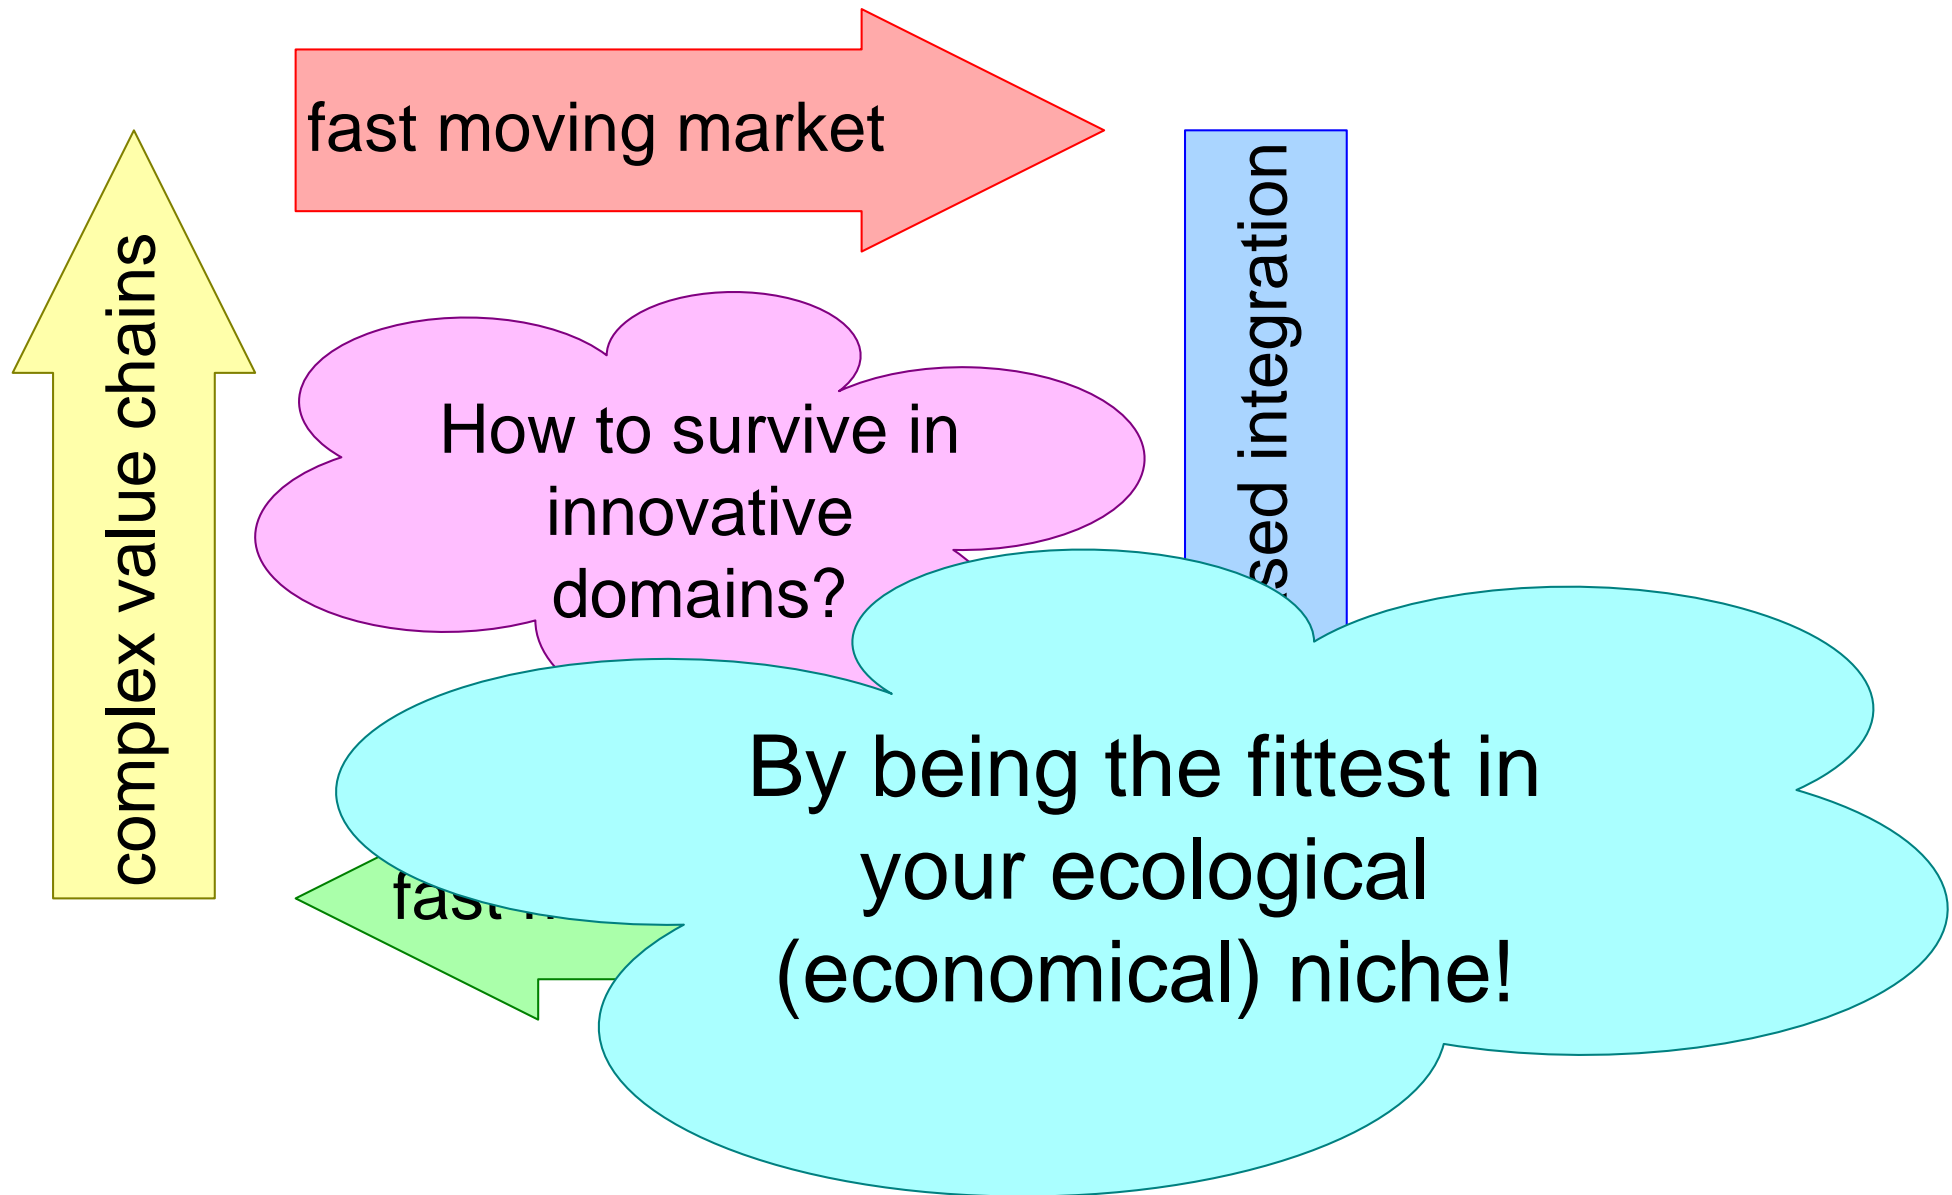 fast moving market
complex value chains
How to survive in
innovative
domains?
integration
By being the fittest in
your ecological
(economical) niche!
fast